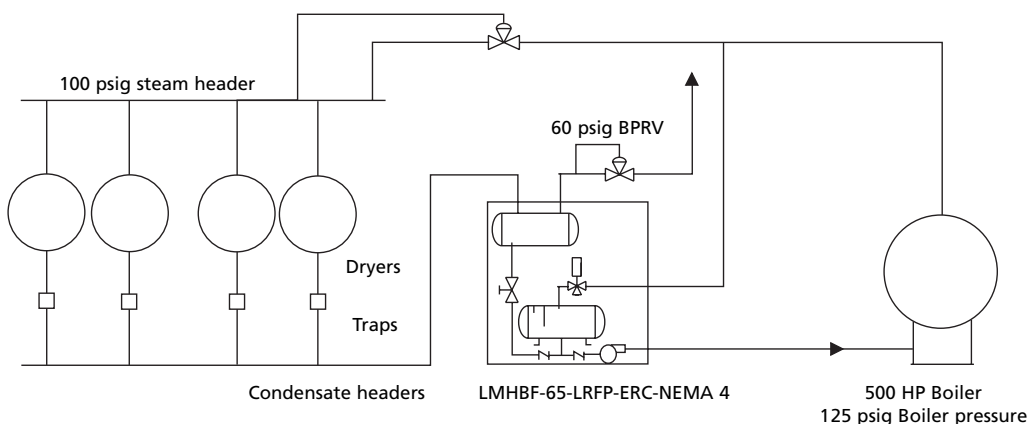 100 psig steam header
60 psig BPRV
Dryers
Traps
Condensate headers
LMHBF-65-LRFP-ERC-NEMA 4
500 HP Boiler
125 psig Boiler pressure